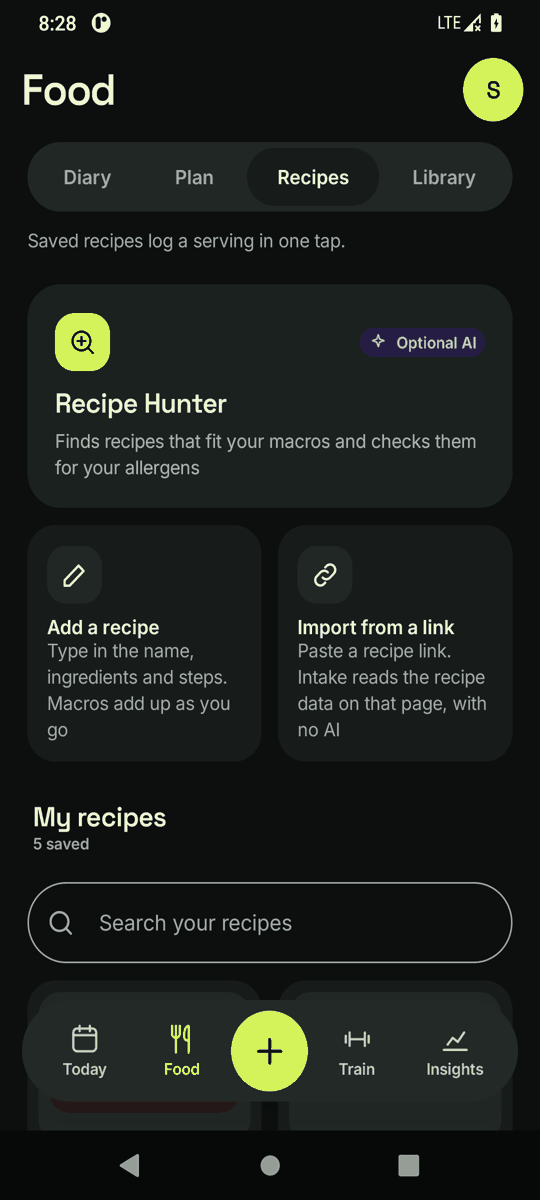 8:28
LTE
Food
S
Diary
Plan
Recipes
Library
Saved recipes log a serving in one tap.
Optional AI
Recipe Hunter
Finds recipes that fit your macros and checks them
for your allergens
Add a recipe
Type in the name,
ingredients and steps.
Macros add up as you
go
Import from a link
Paste a recipe link.
Intake reads the recipe
data on that page, with
no AI
My recipes
5 saved
Search your recipes
Today
Food
Train
Insights